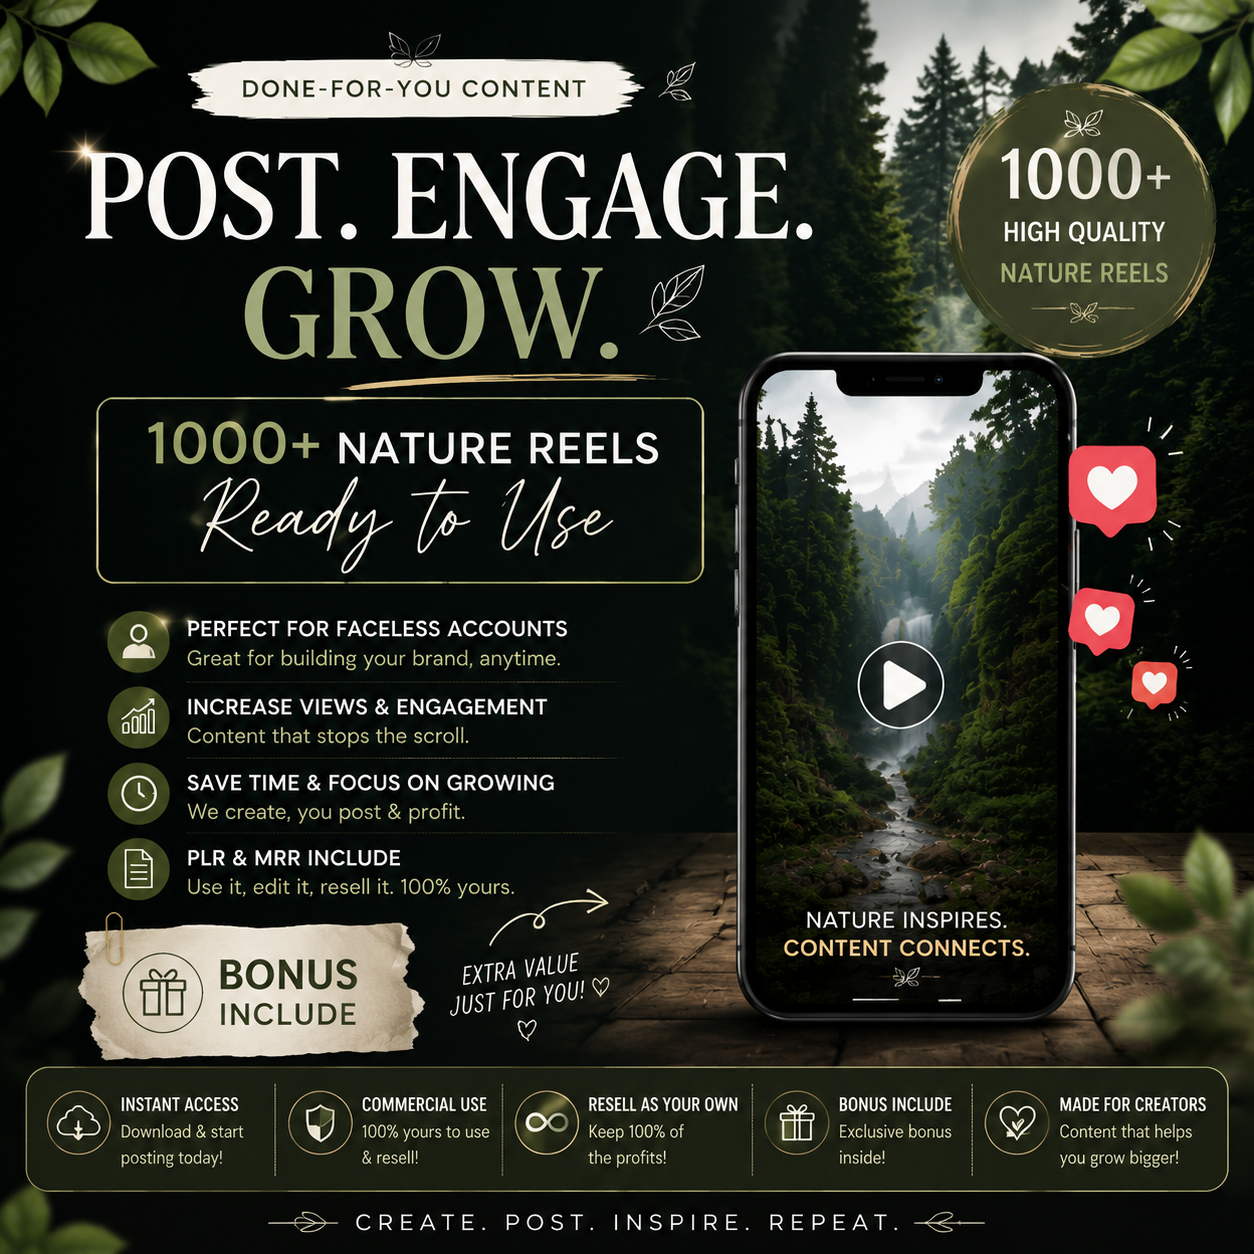 DONE-FOR-YOU CONTENT
POST. ENGAGE.
GROW.
1000+
HIGH QUALITY
NATURE REELS
1000+ NATURE REELS
Ready to Use
PERFECT FOR FACELESS ACCOUNTS
Great for building your brand, anytime.
INCREASE VIEWS & ENGAGEMENT
Content that stops the scroll.
SAVE TIME & FOCUS ON GROWING
We create, you post & profit.
PLR & MRR INCLUDE
Use it, edit it, resell it. 100% yours.
NATURE INSPIRES.
CONTENT CONNECTS.
BONUS
INCLUDE
EXTRA VALUE
JUST FOR YOU!
INSTANT ACCESS
Download & start
posting today!
COMMERCIAL USE
100% yours to use
& resell!
RESELL AS YOUR OWN
Keep 100% of
the profits!
BONUS INCLUDE
Exclusive bonus
inside!
MADE FOR CREATORS
Content that helps
you grow bigger!
CREATE. POST. INSPIRE. REPEAT.